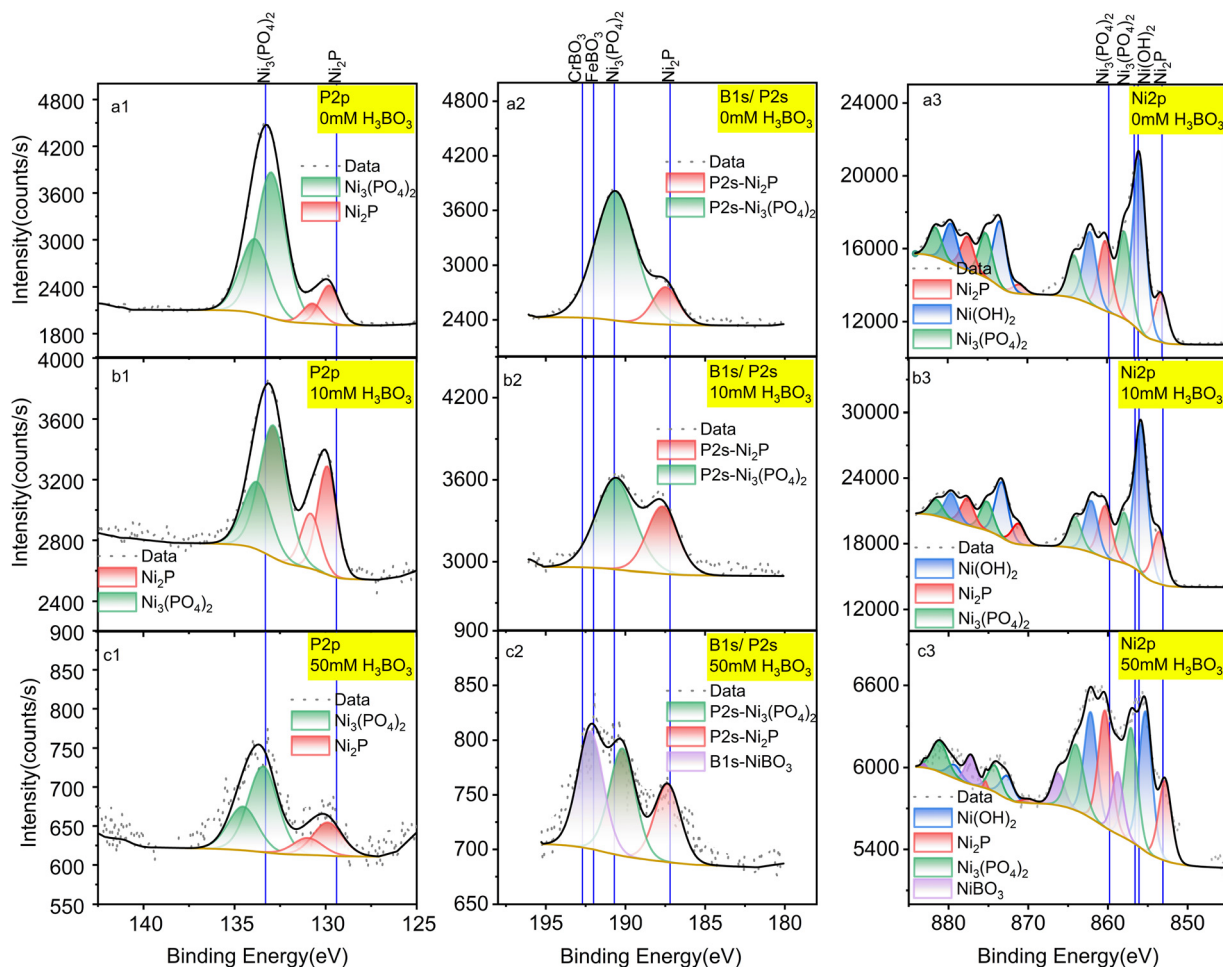 Ni₃(PO₄)₂
Ni₂P
CrBO₃
FeBO₃
Ni₃(PO₄)₂
Ni₂P
Ni₃(PO₄)₂
Ni₃(PO₄)₂
Ni(OH)₂
Ni₂P
a1
P2p
0mM H₃BO₃
Data
Ni₃(PO₄)₂
Ni₂P
4800
4200
3600
3000
2400
1800
Intensity(counts/s)
a2
B1s/ P2s
0mM H₃BO₃
Data
P2s-Ni₂P
P2s-Ni₃(PO₄)₂
4800
4200
3600
3000
2400
a3
Ni2p
0mM H₃BO₃
Data
Ni₂P
Ni(OH)₂
Ni₃(PO₄)₂
24000
20000
16000
12000
b1
P2p
10mM H₃BO₃
Data
Ni₂P
Ni₃(PO₄)₂
4000
3600
3200
2800
2400
Intensity(counts/s)
b2
B1s/ P2s
10mM H₃BO₃
Data
P2s-Ni₂P
P2s-Ni₃(PO₄)₂
4200
3600
3000
b3
Ni2p
10mM H₃BO₃
Data
Ni(OH)₂
Ni₂P
Ni₃(PO₄)₂
30000
24000
18000
12000
c1
P2p
50mM H₃BO₃
Data
Ni₃(PO₄)₂
Ni₂P
900
850
800
750
700
650
600
550
Intensity(counts/s)
140
135
130
125
Binding Energy(eV)
c2
B1s/ P2s
50mM H₃BO₃
Data
P2s-Ni₃(PO₄)₂
P2s-Ni₂P
B1s-NiBO₃
900
850
800
750
700
650
195
190
185
180
Binding Energy(eV)
c3
Ni2p
50mM H₃BO₃
Data
Ni(OH)₂
Ni₂P
Ni₃(PO₄)₂
NiBO₃
6600
6000
5400
880
870
860
850
Binding Energy(eV)